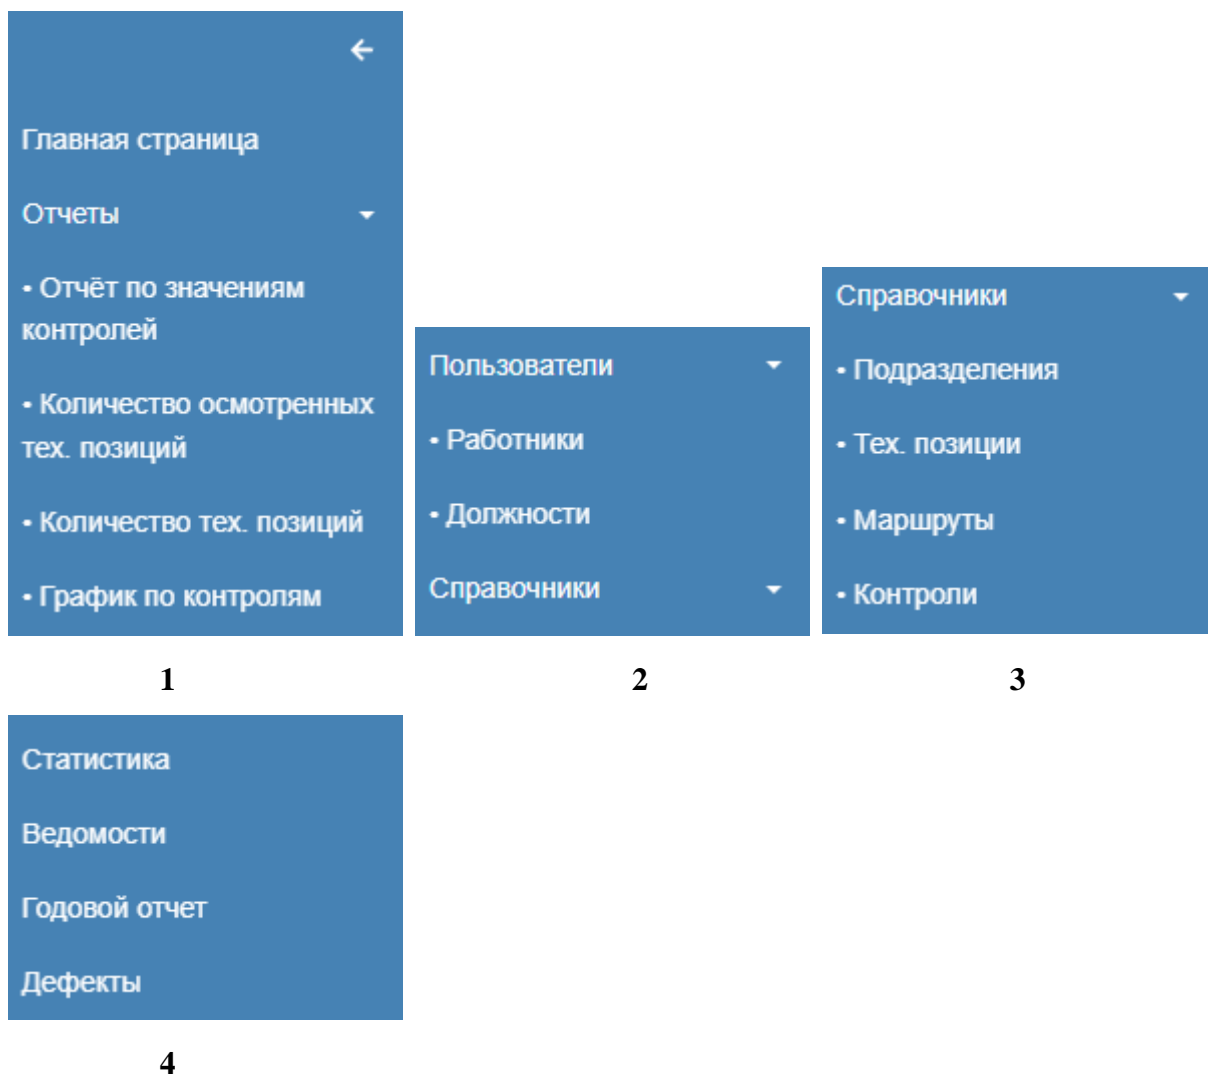 Главная страница
Отчеты
• Отчёт по значениям
контролей
• Количество осмотренных
тех. позиций
• Количество тех. позиций
• График по контролям
1
Пользователи
• Работники
• Должности
Справочники
2
Справочники
• Подразделения
• Тех. позиции
• Маршруты
• Контроли
3
Статистика
Ведомости
Годовой отчет
Дефекты
4